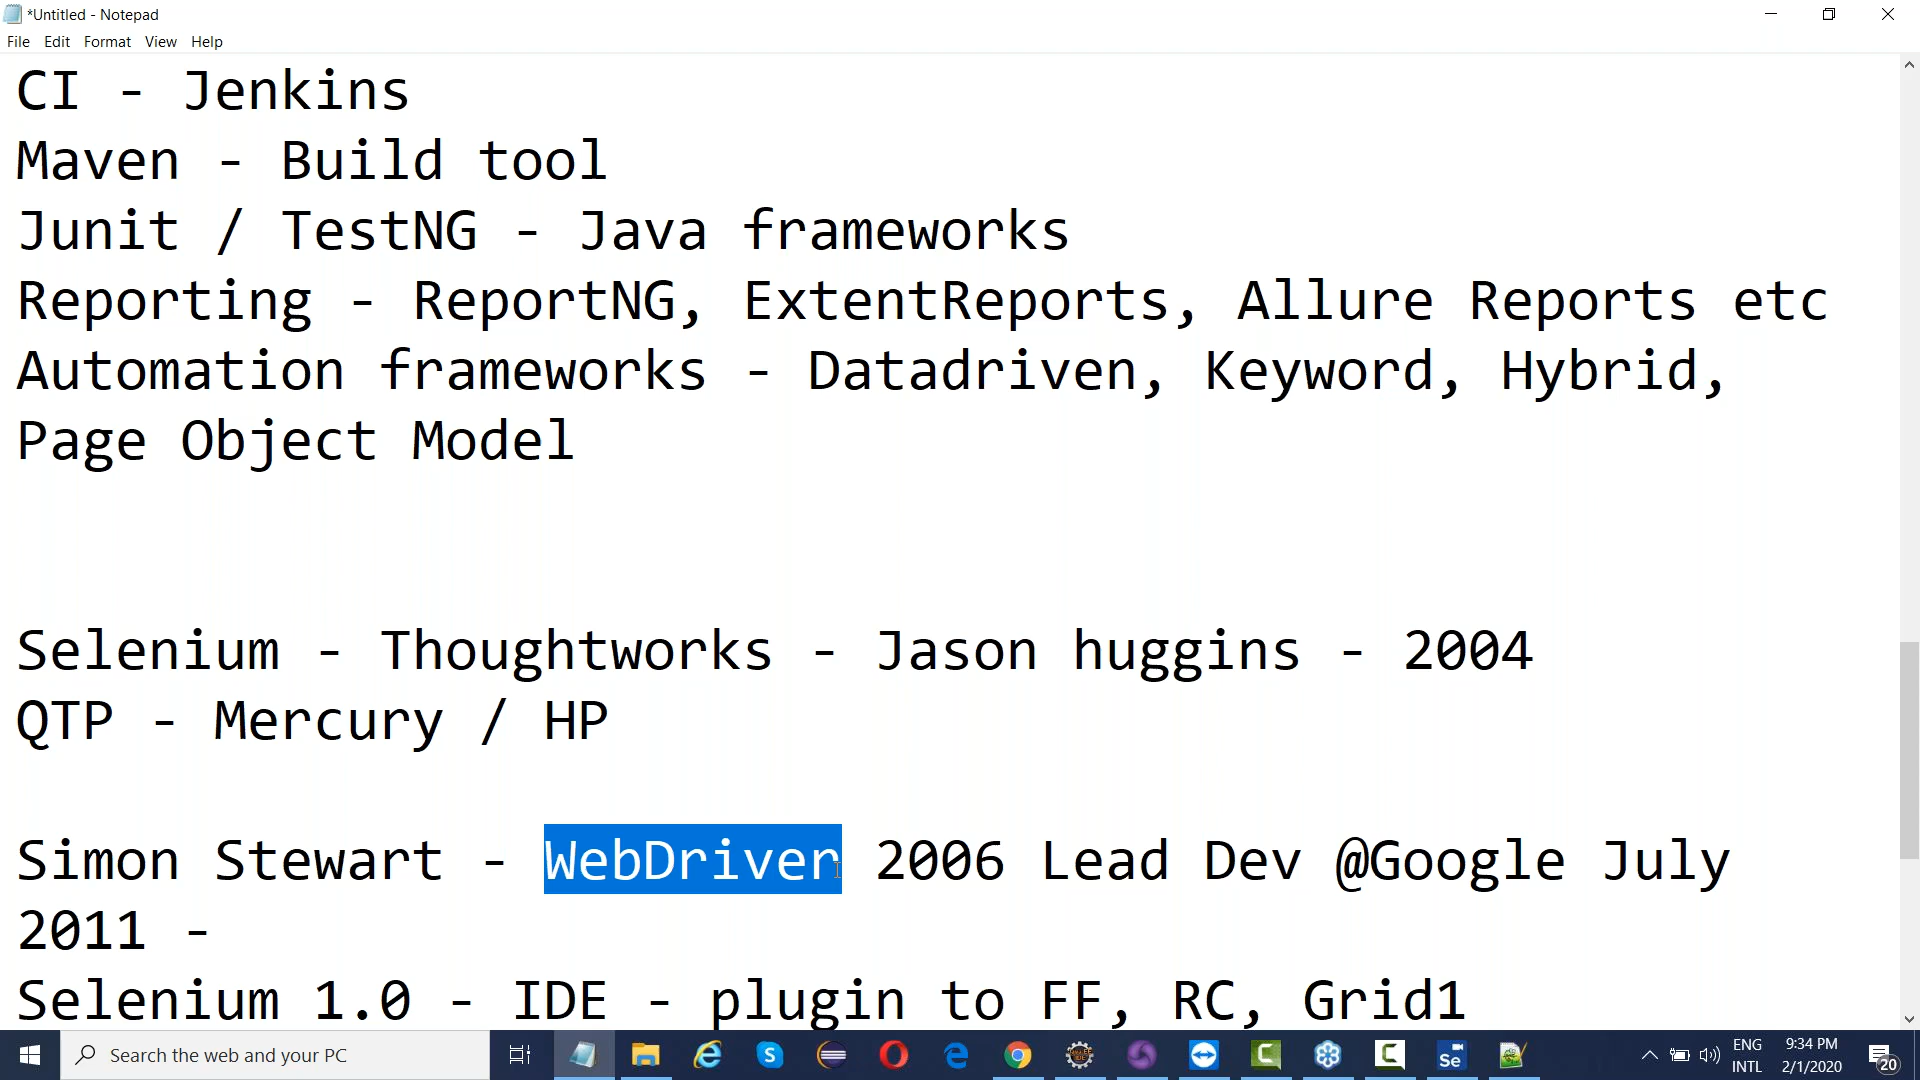 *Untitled - Notepad
File Edit Format View Help
CI - Jenkins
Maven - Build tool
Junit / TestNG - Java frameworks
Reporting - ReportNG, ExtentReports, Allure Reports etc
Automation frameworks - Datadriven, Keyword, Hybrid,
Page Object Model
Selenium - Thoughtworks - Jason huggins - 2004
QTP - Mercury / HP
Simon Stewart - WebDriver 2006 Lead Dev @Google July
2011 -
Selenium 1.0 - IDE - plugin to FF, RC, Grid1
Search the web and your PC
Se
ENG
INTL
9:34 PM
2/1/2020
20